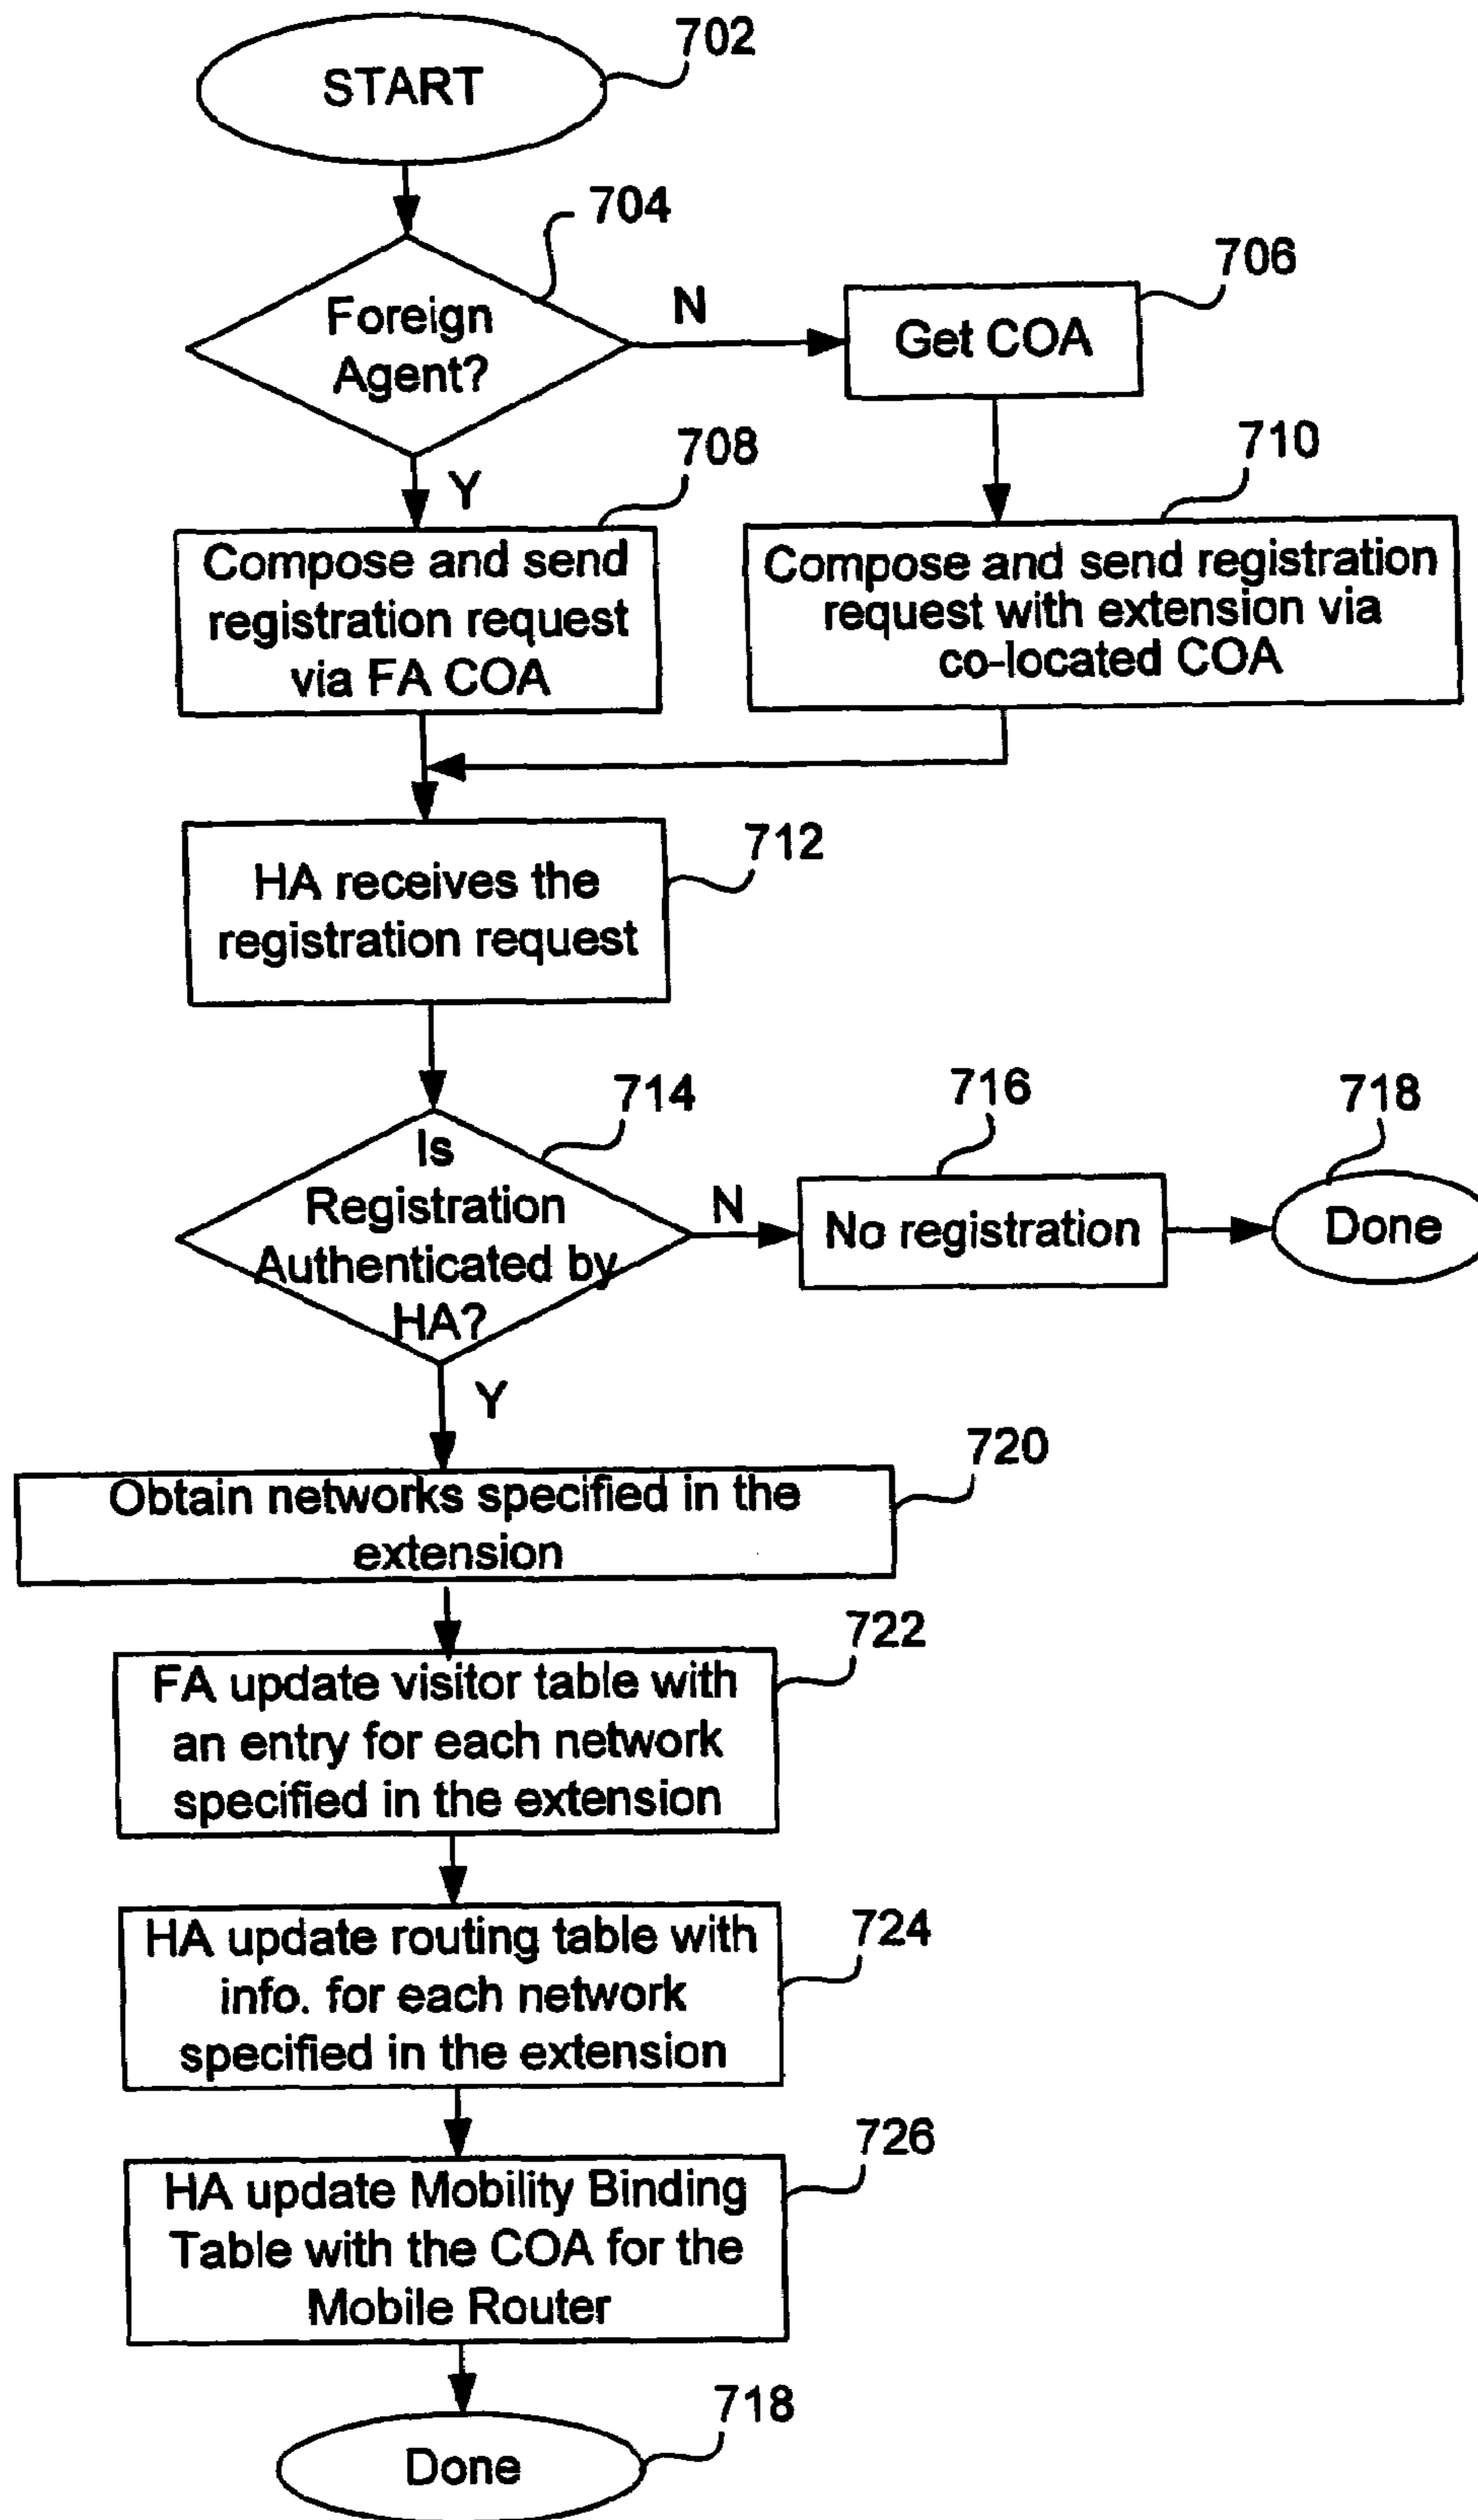 702
START
704
Foreign
Agent?
N
706
Get COA
Y
708
Compose and send
registration request
via FA COA
710
Compose and send registration
request with extension via
co-located COA
712
HA receives the
registration request
714
Is
Registration
Authenticated by
HA?
N
716
No registration
718
Done
Y
720
Obtain networks specified in the
extension
722
FA update visitor table with
an entry for each network
specified in the extension
724
HA update routing table with
info. for each network
specified in the extension
726
HA update Mobility Binding
Table with the COA for the
Mobile Router
718
Done